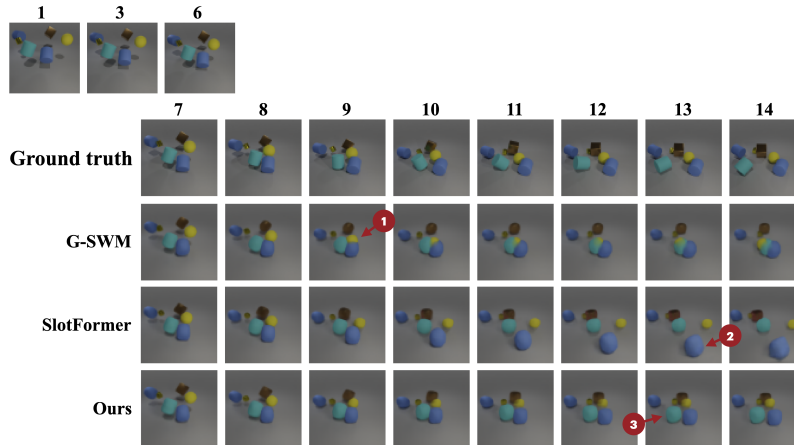 1 3 6
7 8 9 10 11 12 13 14
Ground truth
G-SWM
1
SlotFormer
2
Ours
3